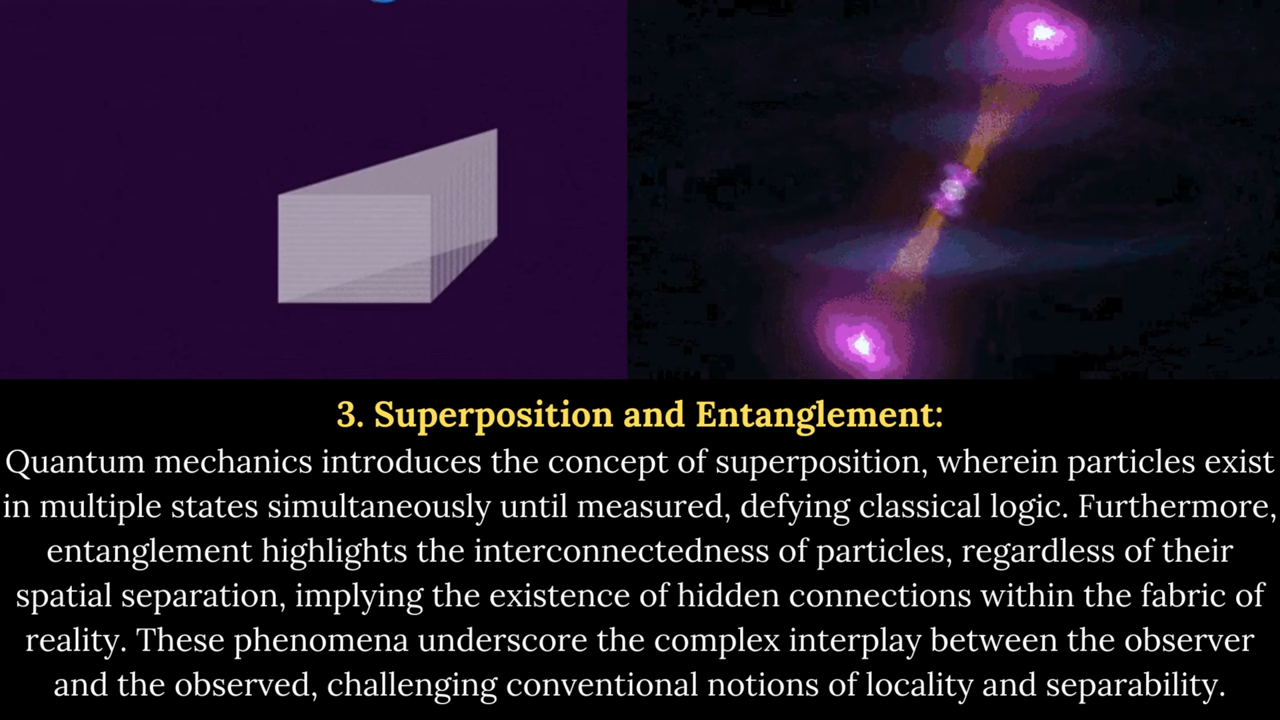 3. Superposition and Entanglement:
Quantum mechanics introduces the concept of superposition, wherein particles exist
in multiple states simultaneously until measured, defying classical logic. Furthermore,
entanglement highlights the interconnectedness of particles, regardless of their
spatial separation, implying the existence of hidden connections within the fabric of
reality. These phenomena underscore the complex interplay between the observer
and the observed, challenging conventional notions of locality and separability.